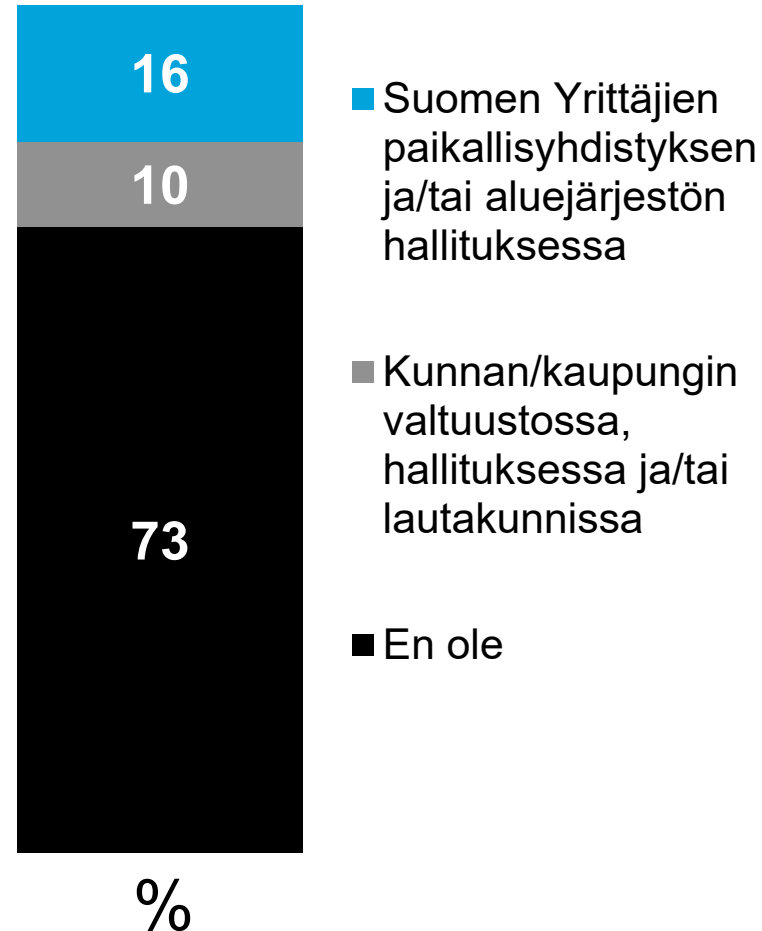 16
10
73
%
Suomen Yrittäjien
paikallisyhdistyksen
ja/tai aluejärjestön
hallituksessa
Kunnan/kaupungin
valtuustossa,
hallituksessa ja/tai
lautakunnissa
En ole